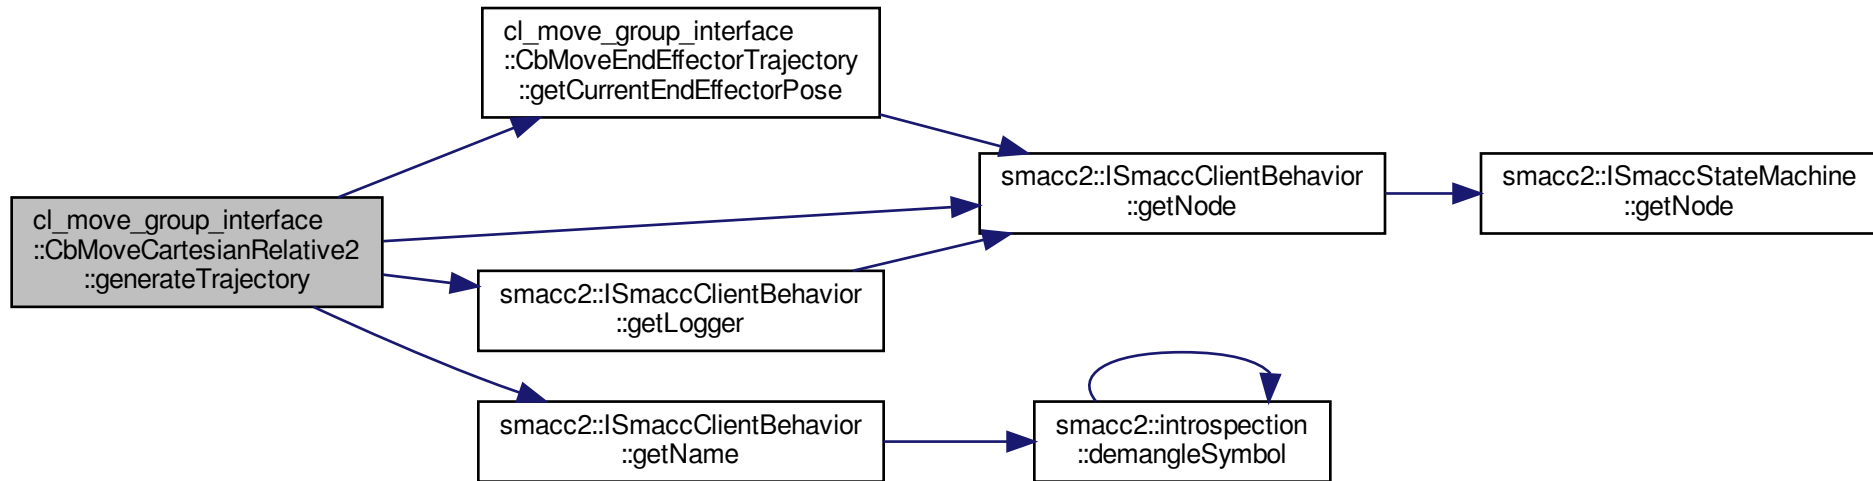 cl_move_group_interface
::CbMoveCartesianRelative2
::generateTrajectory
cl_move_group_interface
::CbMoveEndEffectorTrajectory
::getCurrentEndEffectorPose
smacc2::ISmaccClientBehavior
::getNode
smacc2::ISmaccStateMachine
::getNode
smacc2::ISmaccClientBehavior
::getLogger
smacc2::ISmaccClientBehavior
::getName
smacc2::introspection
::demangleSymbol